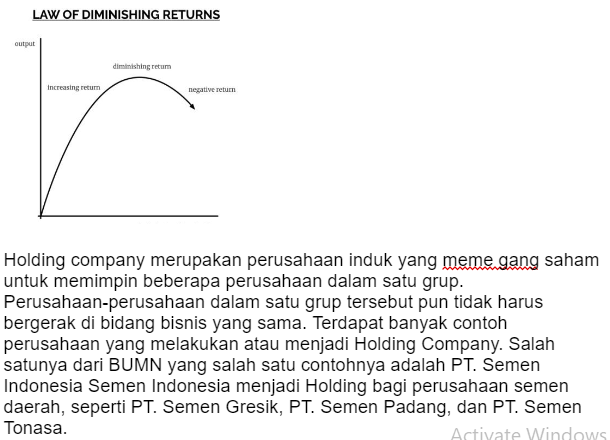 LAW OF DIMINISHING RETURNS
output
diminishing return
increasing return
negative return
Holding company merupakan perusahaan induk yang meme gang saham
untuk memimpin beberapa perusahaan dalam satu grup.
Perusahaan-perusahaan dalam satu grup tersebut pun tidak harus
bergerak di bidang bisnis yang sama. Terdapat banyak contoh
perusahaan yang melakukan atau menjadi Holding Company. Salah
satunya dari BUMN yang salah satu contohnya adalah PT. Semen
Indonesia Semen Indonesia menjadi Holding bagi perusahaan semen
daerah, seperti PT. Semen Gresik, PT. Semen Padang, dan PT. Semen
Tonasa.
Activate Windows